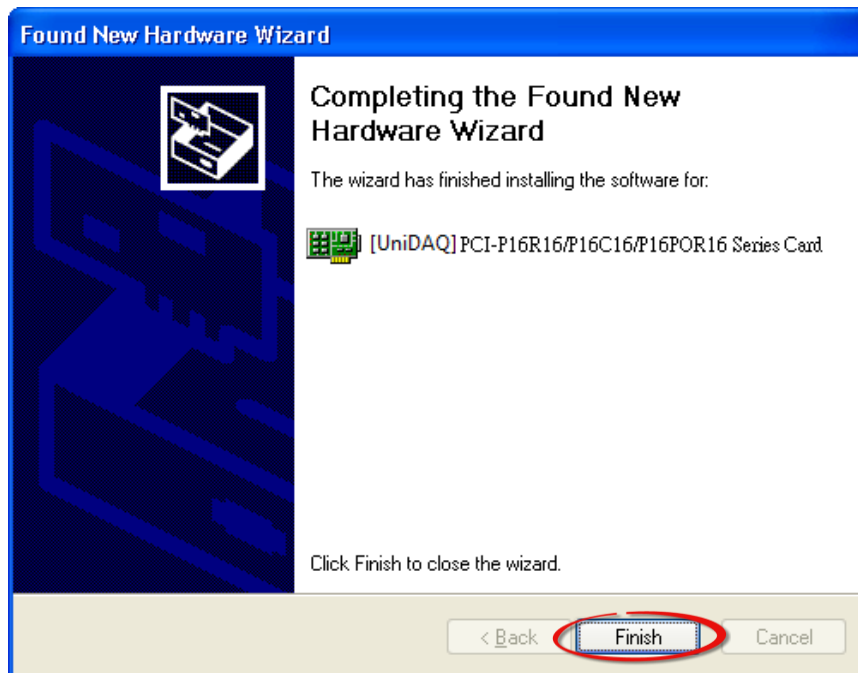 Found New Hardware Wizard
Completing the Found New
Hardware Wizard
The wizard has finished installing the software for:
[UniDAQ] PCI-P16R16/P16C16/P16POR16 Series Card
Click Finish to close the wizard.
< Back Finish Cancel